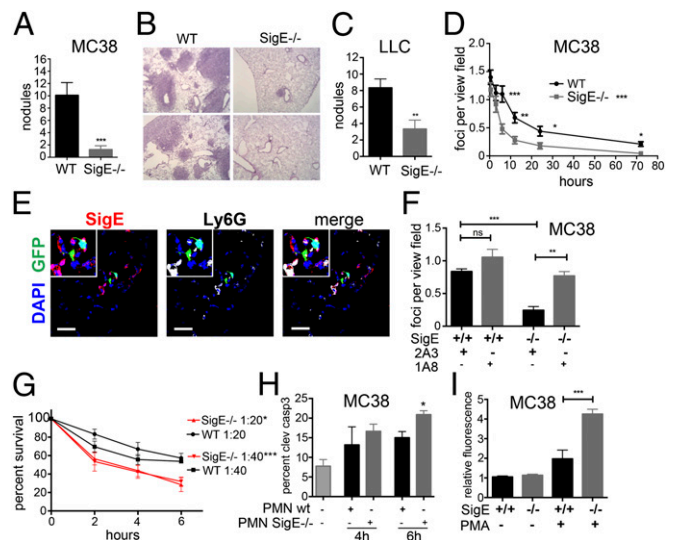 A MC38
nodules
16
14
12
10
8
6
4
2
0
***
WT SigE-/-
B WT SigE-/-
C LLC
nodules
10
8
6
4
2
0
**
WT SigE-/-
D MC38
foci per view field
2.0
1.5
1.0
0.5
0.0
WT
SigE-/- ***
***
**
*
*
0 10 20 30 40 50 60 70 80
hours
E SigE Ly6G merge
DAPI GFP
F MC38
foci per view field
1.5
1.0
0.5
0.0
***
ns
**
SigE +/+ +/+ -/- -/-
2A3 + - + -
1A8 - + - +
G
percent survival
100
80
60
40
20
0
SigE-/- 1:20*
WT 1:20
SigE-/- 1:40***
WT 1:40
0 2 4 6
hours
H MC38
percent clev casp3
25
20
15
10
5
0
*
PMN wt - + - + -
PMN SigE-/- - - + - +
4h 6h
I MC38
relative fluorescence
5
4
3
2
1
0
***
SigE +/+ -/- +/+ -/-
PMA - - + +